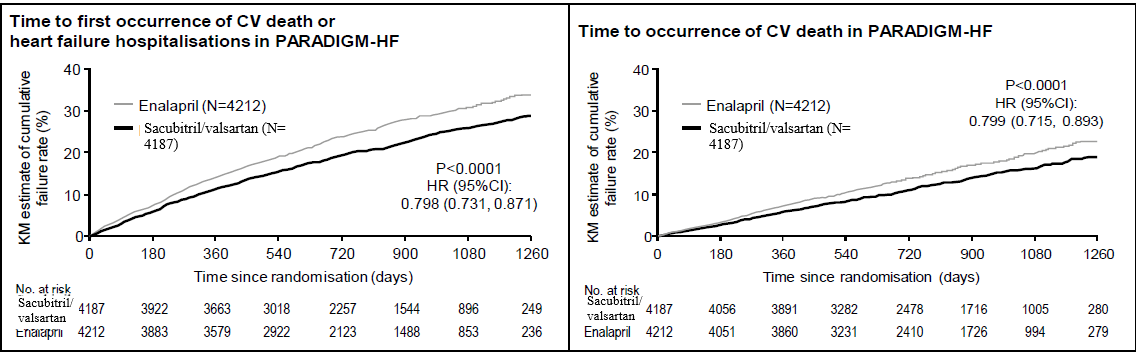 Time to first occurrence of CV death or
heart failure hospitalisations in PARADIGM-HF
KM estimate of cumulative
failure rate (%)
40
30
20
10
0
Enalapril (N=4212)
Sacubitril/valsartan (N=
4187)
P<0.0001
HR (95%CI):
0.798 (0.731, 0.871)
0 180 360 540 720 900 1080 1260
Time since randomisation (days)
No. at risk
Sacubitril/
valsartan 4187 3922 3663 3018 2257 1544 896 249
Enalapril 4212 3883 3579 2922 2123 1488 853 236
Time to occurrence of CV death in PARADIGM-HF
KM estimate of cumulative
failure rate (%)
40
30
20
10
0
Enalapril (N=4212)
Sacubitril/valsartan (N=
4187)
P<0.0001
HR (95%CI):
0.799 (0.715, 0.893)
0 180 360 540 720 900 1080 1260
Time since randomisation (days)
No. at risk
Sacubitril/
valsartan 4187 4056 3891 3282 2478 1716 1005 280
Enalapril 4212 4051 3860 3231 2410 1726 994 279